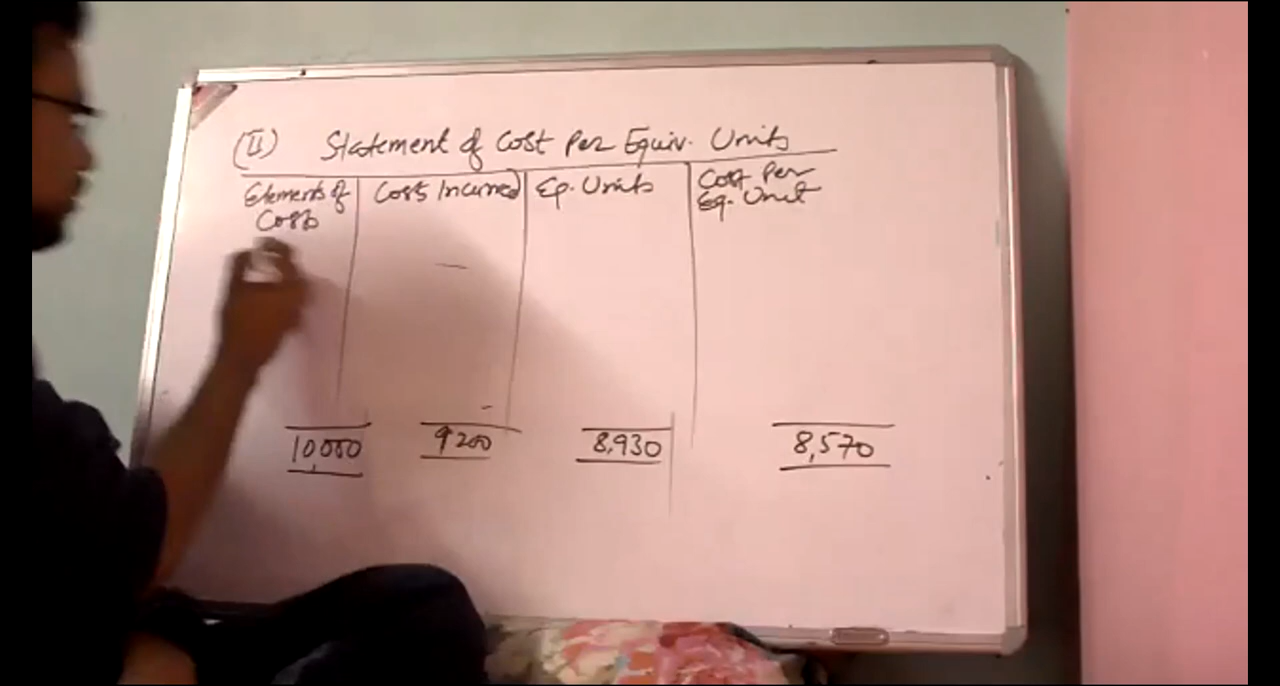 (II) Statement of Cost Per Equiv. Units
Elements of Costs
Costs Incurred
Eq. Units
Cost Per Eq. Unit
10,000 9200 8,930 8,570